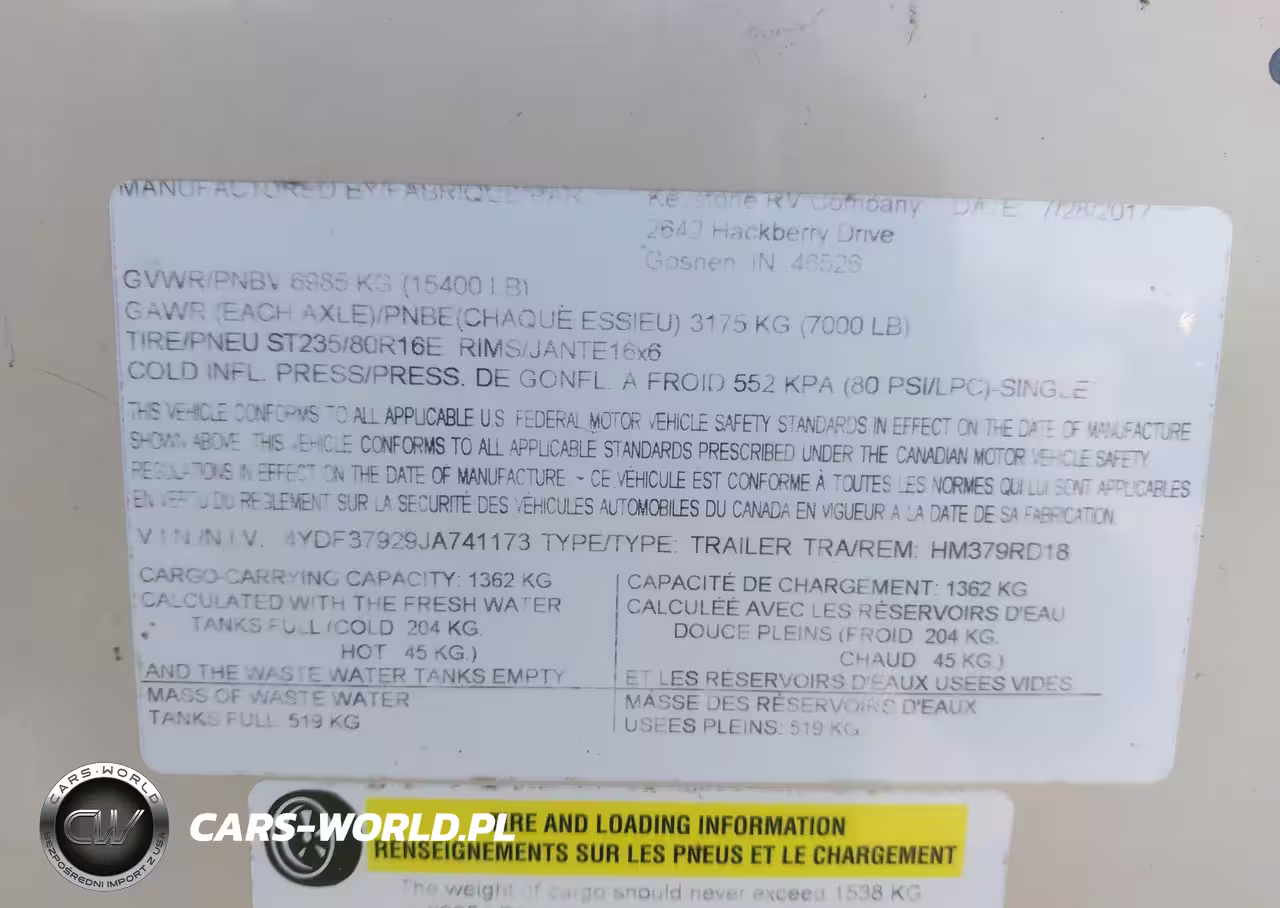 MANUFACTURED BY/FABRIQUE PAR Keystone RV Company DATE 7/28/2017
2642 Hackberry Drive
Goshen IN 46526
GVWR/PNBV 6985 KG (15400 LB)
GAWR (EACH AXLE)/PNBE(CHAQUE ESSIEU) 3175 KG (7000 LB)
TIRE/PNEU ST235/80R16E RIMS/JANTE16x6
COLD INFL. PRESS/PRESS. DE GONFL. A FROID 552 KPA (80 PSI/LPC)-SINGLE
THIS VEHICLE CONFORMS TO ALL APPLICABLE U.S. FEDERAL MOTOR VEHICLE SAFETY STANDARDS IN EFFECT ON THE DATE OF MANUFACTURE
SHOWN ABOVE. THIS VEHICLE CONFORMS TO ALL APPLICABLE STANDARDS PRESCRIBED UNDER THE CANADIAN MOTOR VEHICLE SAFETY
REGULATIONS IN EFFECT ON THE DATE OF MANUFACTURE. - CE VÉHICULE EST CONFORME À TOUTES LES NORMES QUI LUI SONT APPLICABLES
EN VERTU DU REGLEMENT SUR LA SECURITÉ DES VÉHICULES AUTOMOBILES DU CANADA EN VIGUEUR A LA DATE DE SA FABRICATION.
V.I.N./N.I.V. 4YDF37929JA741173 TYPE/TYPE: TRAILER TRA/REM: HM379RD18
CARGO-CARRYING CAPACITY: 1362 KG
CALCULATED WITH THE FRESH WATER
TANKS FULL (COLD 204 KG.
HOT 45 KG.)
AND THE WASTE WATER TANKS EMPTY
MASS OF WASTE WATER
TANKS FULL 519 KG
CAPACITÉ DE CHARGEMENT: 1362 KG
CALCULÉE AVEC LES RÉSERVOIRS D'EAU
DOUCE PLEINS (FROID 204 KG.
CHAUD 45 KG.)
ET LES RÉSERVOIRS D'EAUX USEES VIDES
MASSE DES RÉSERVOIRS D'EAUX
USEES PLEINS: 519 KG
CARS-WORLD
CW
BEZPOŚREDNI IMPORT Z USA
CARS-WORLD.PL
TIRE AND LOADING INFORMATION
RENSEIGNEMENTS SUR LES PNEUS ET LE CHARGEMENT
The weight of cargo should never exceed 1538 KG